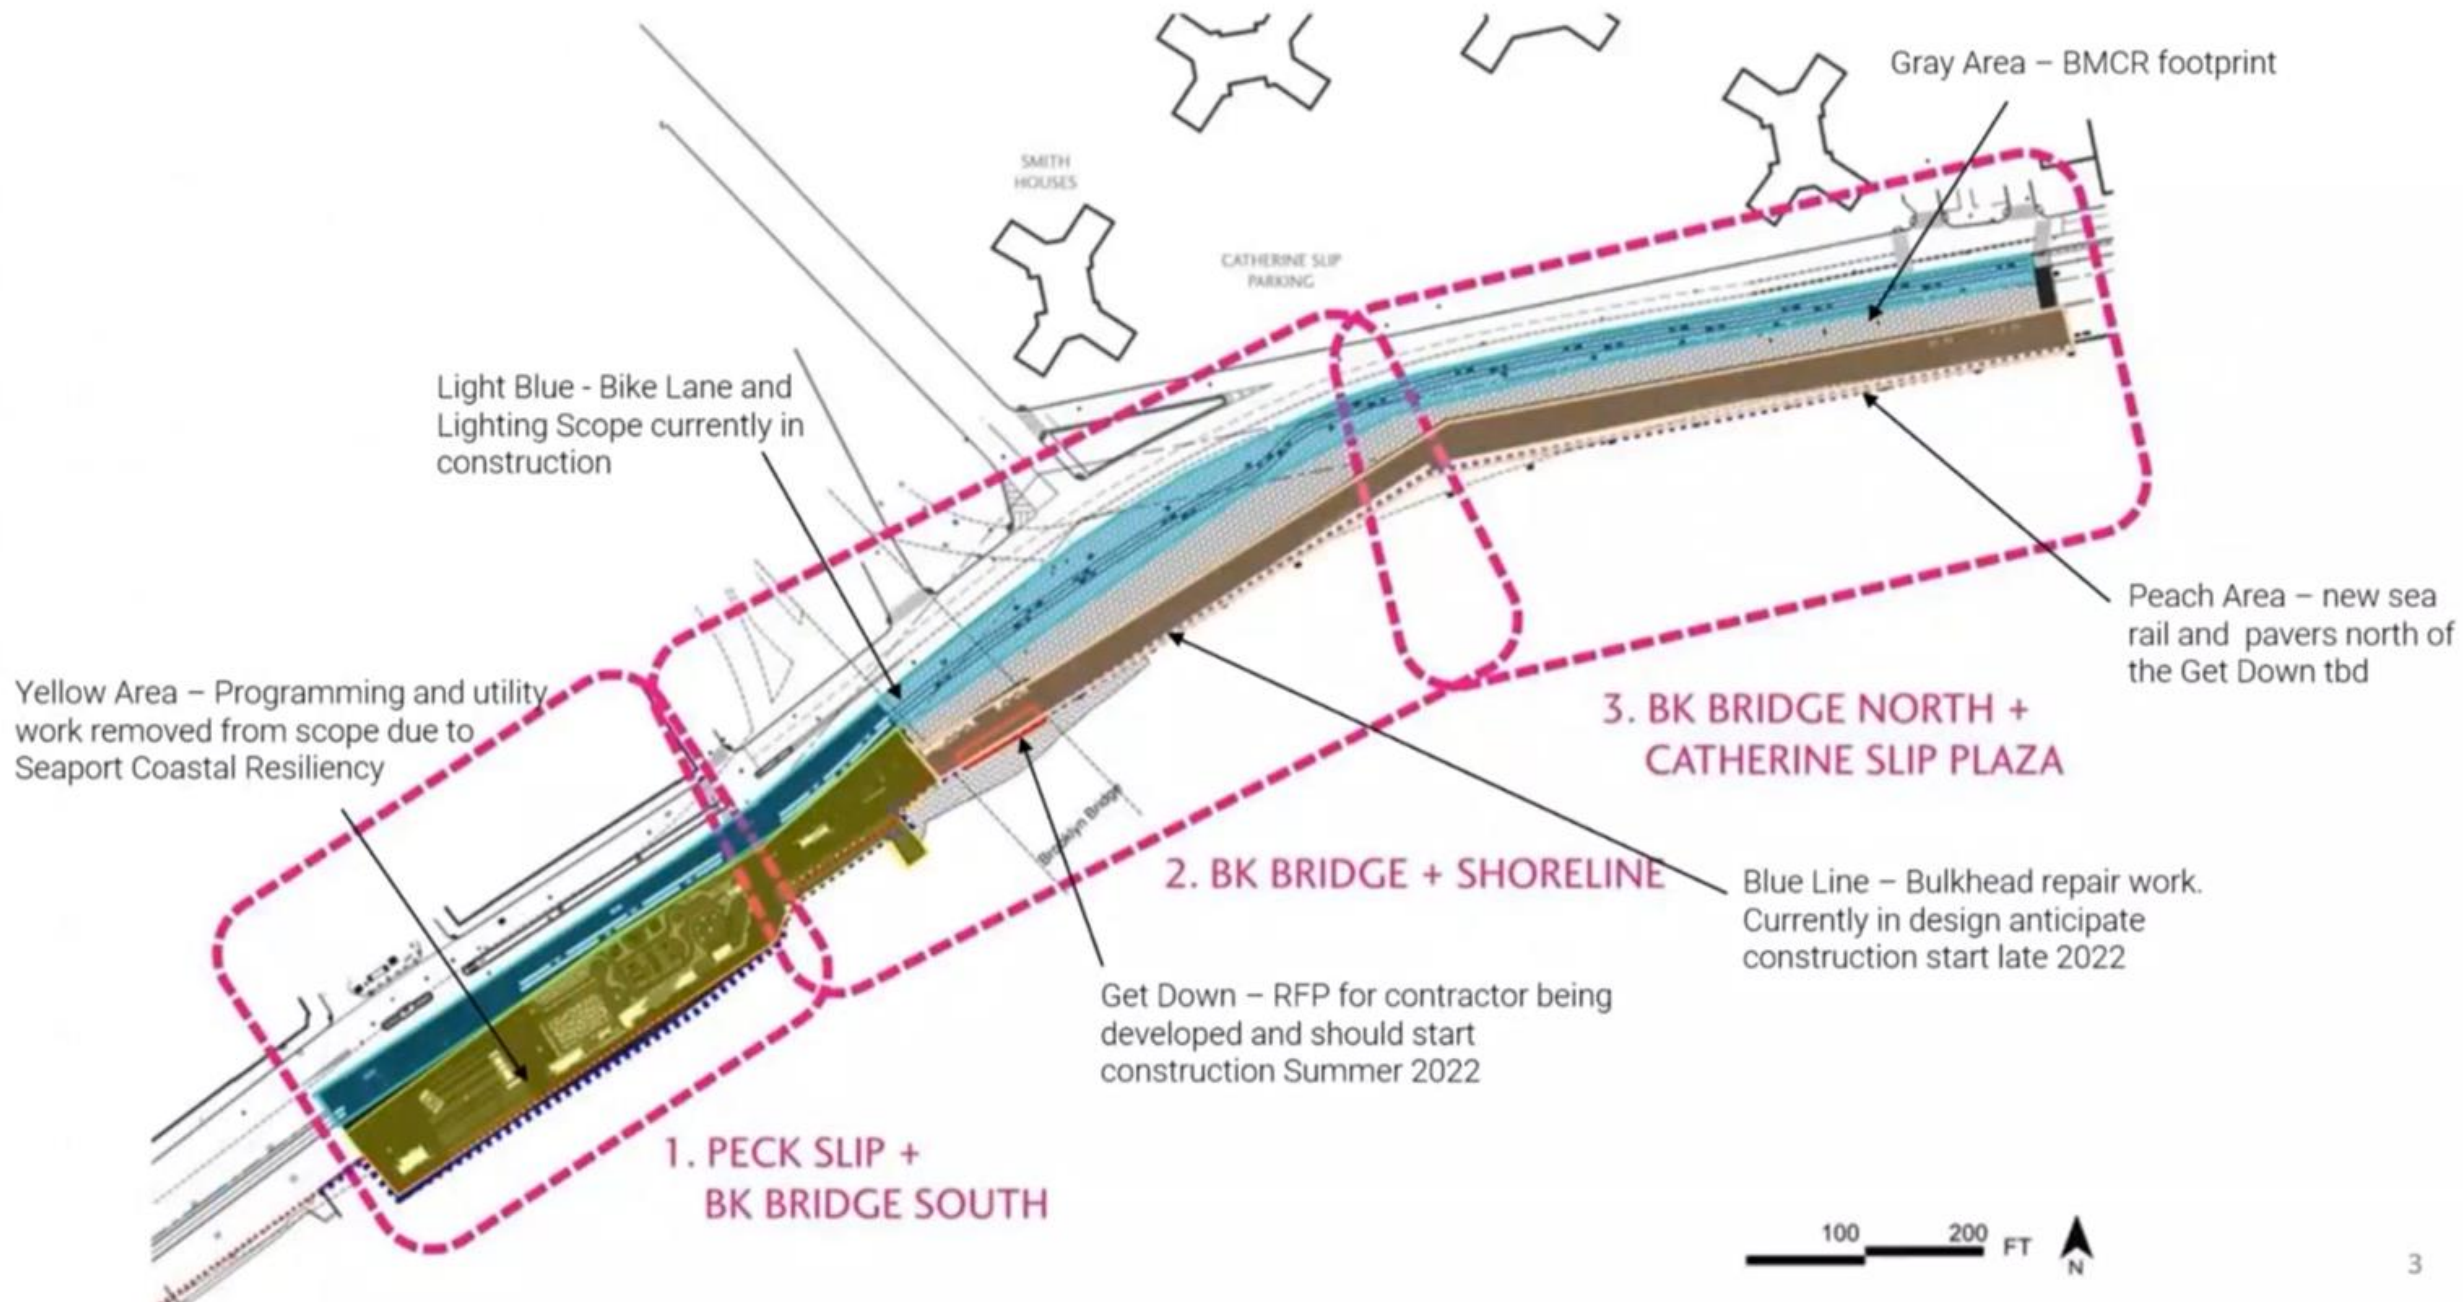 Gray Area – BMCR footprint
SMITH
HOUSES
CATHERINE SLIP
PARKING
Light Blue - Bike Lane and
Lighting Scope currently in
construction
Peach Area – new sea
rail and pavers north of
the Get Down tbd
Yellow Area – Programming and utility
work removed from scope due to
Seaport Coastal Resiliency
3. BK BRIDGE NORTH +
CATHERINE SLIP PLAZA
Brooklyn Bridge
2. BK BRIDGE + SHORELINE
Blue Line – Bulkhead repair work.
Currently in design anticipate
construction start late 2022
Get Down – RFP for contractor being
developed and should start
construction Summer 2022
1. PECK SLIP +
BK BRIDGE SOUTH
100 200 FT
N
3